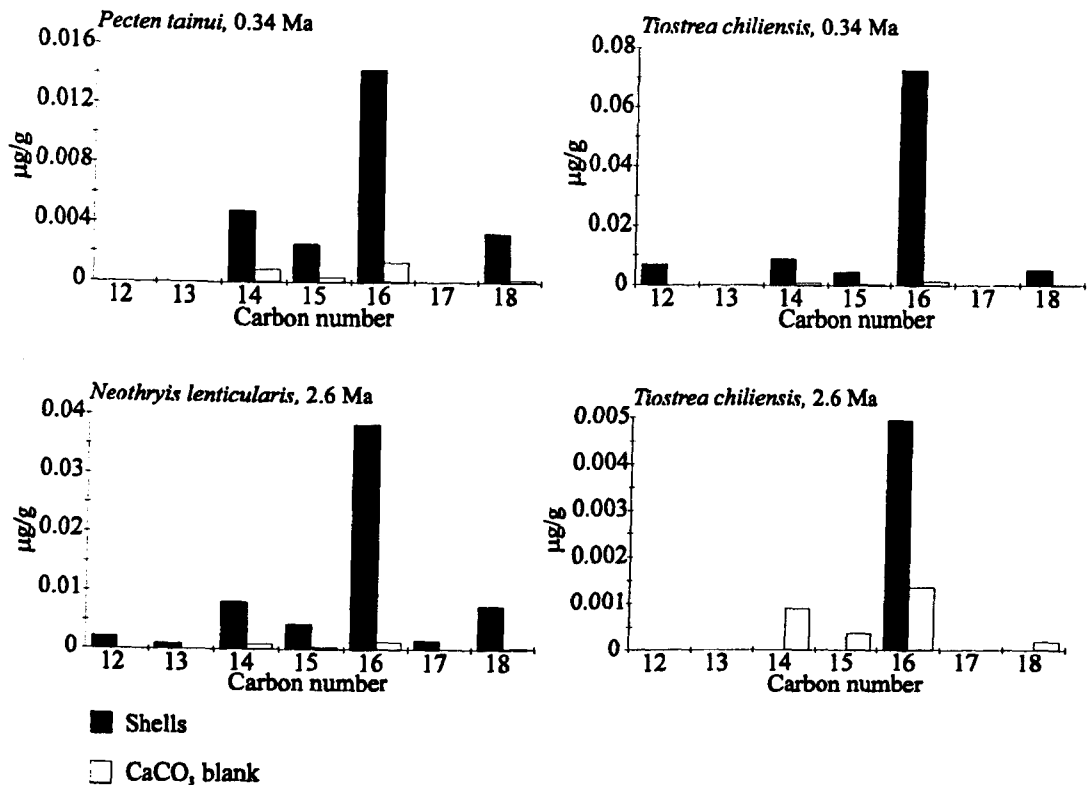 Pecten tainui, 0.34 Ma
0.016
0.014
0.008
0.004
0
µg/g
12 13 14 15 16 17 18
Carbon number
Tiostrea chiliensis, 0.34 Ma
0.08
0.06
0.04
0.02
0
µg/g
12 13 14 15 16 17 18
Carbon number
Neothryis lenticularis, 2.6 Ma
0.04
0.03
0.02
0.01
0
µg/g
12 13 14 15 16 17 18
Carbon number
Tiostrea chiliensis, 2.6 Ma
0.005
0.005
0.004
0.002
0.001
0
µg/g
12 13 14 15 16 17 18
Carbon number
Shells
CaCO₃ blank